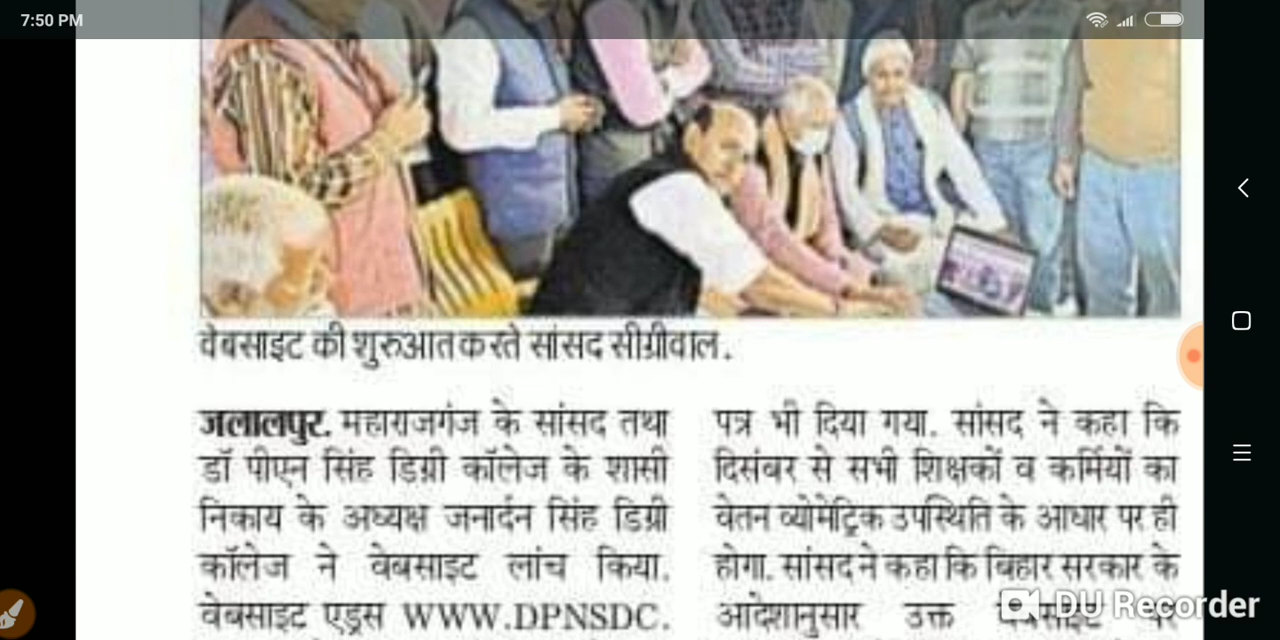 7:50 PM
वेबसाइट की शुरुआत करते सांसद सीग्रीवाल.
जलालपुर. महाराजगंज के सांसद तथा
डॉ पीएन सिंह डिग्री कॉलेज के शासी
निकाय के अध्यक्ष जनार्दन सिंह डिग्री
कॉलेज ने वेबसाइट लांच किया.
वेबसाइट एड्रस WWW.DPNSDC.
पत्र भी दिया गया. सांसद ने कहा कि
दिसंबर से सभी शिक्षकों व कर्मियों का
वेतन व्योमेट्रिक उपस्थिति के आधार पर ही
होगा. सांसद ने कहा कि बिहार सरकार के
आदेशानुसार उक्त पर
DU Recorder